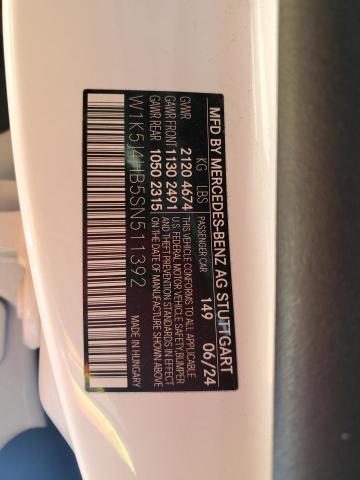 MFD BY MERCEDES-BENZ AG STUTTGART
KG LBS PASSENGER CAR 149 06/24
GVWR 2120 4674 THIS VEHICLE CONFORMS TO ALL APPLICABLE
GAWR FRONT 1130 2491 U.S. FEDERAL MOTOR VEHICLE SAFETY, BUMPER
GAWR REAR 1050 2315 AND THEFT PREVENTION STANDARDS IN EFFECT
ON THE DATE OF MANUFACTURE SHOWN ABOVE
W1K5J4HB5SN511392 MADE IN HUNGARY